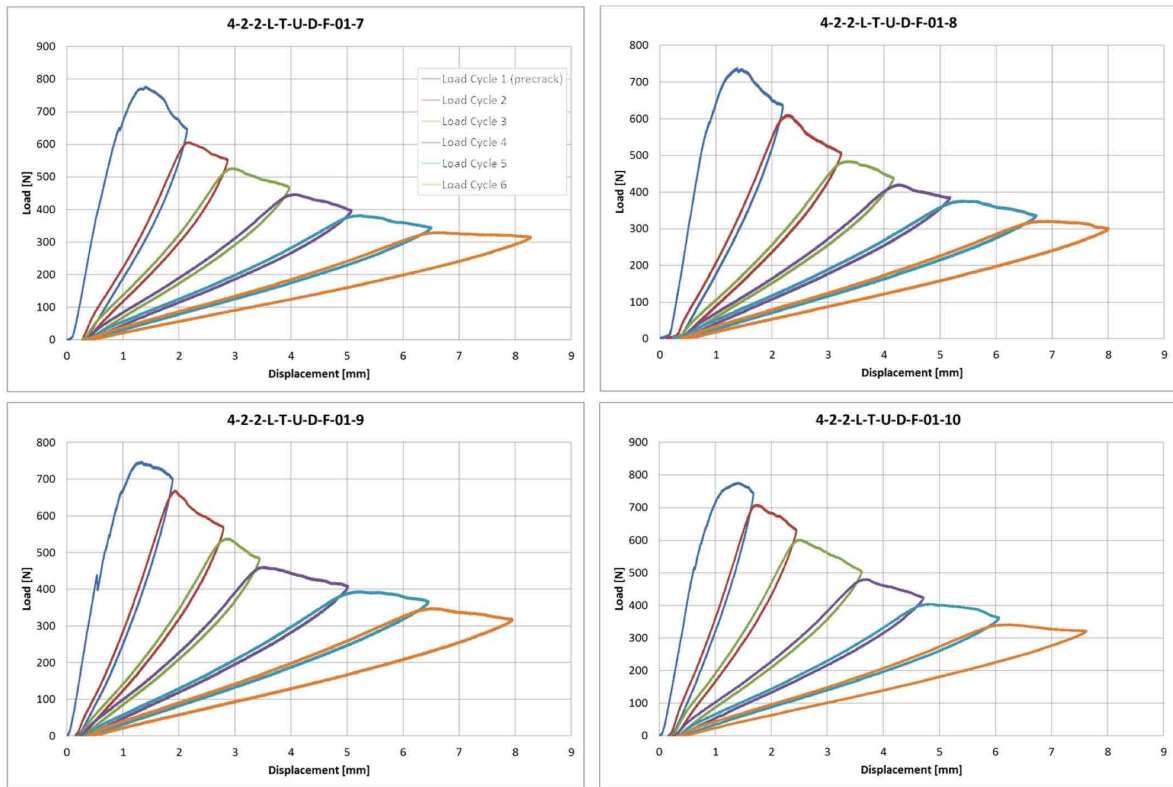 4-2-2-L-T-U-D-F-01-7
900
800
700
600
500
400
300
200
100
0
Load [N]
0 1 2 3 4 5 6 7 8 9
Displacement [mm]
Load Cycle 1 (precrack)
Load Cycle 2
Load Cycle 3
Load Cycle 4
Load Cycle 5
Load Cycle 6
4-2-2-L-T-U-D-F-01-8
800
700
600
500
400
300
200
100
0
Load [N]
0 1 2 3 4 5 6 7 8 9
Displacement [mm]
4-2-2-L-T-U-D-F-01-9
800
700
600
500
400
300
200
100
0
Load [N]
0 1 2 3 4 5 6 7 8 9
Displacement [mm]
4-2-2-L-T-U-D-F-01-10
900
800
700
600
500
400
300
200
100
0
Load [N]
0 1 2 3 4 5 6 7 8 9
Displacement [mm]